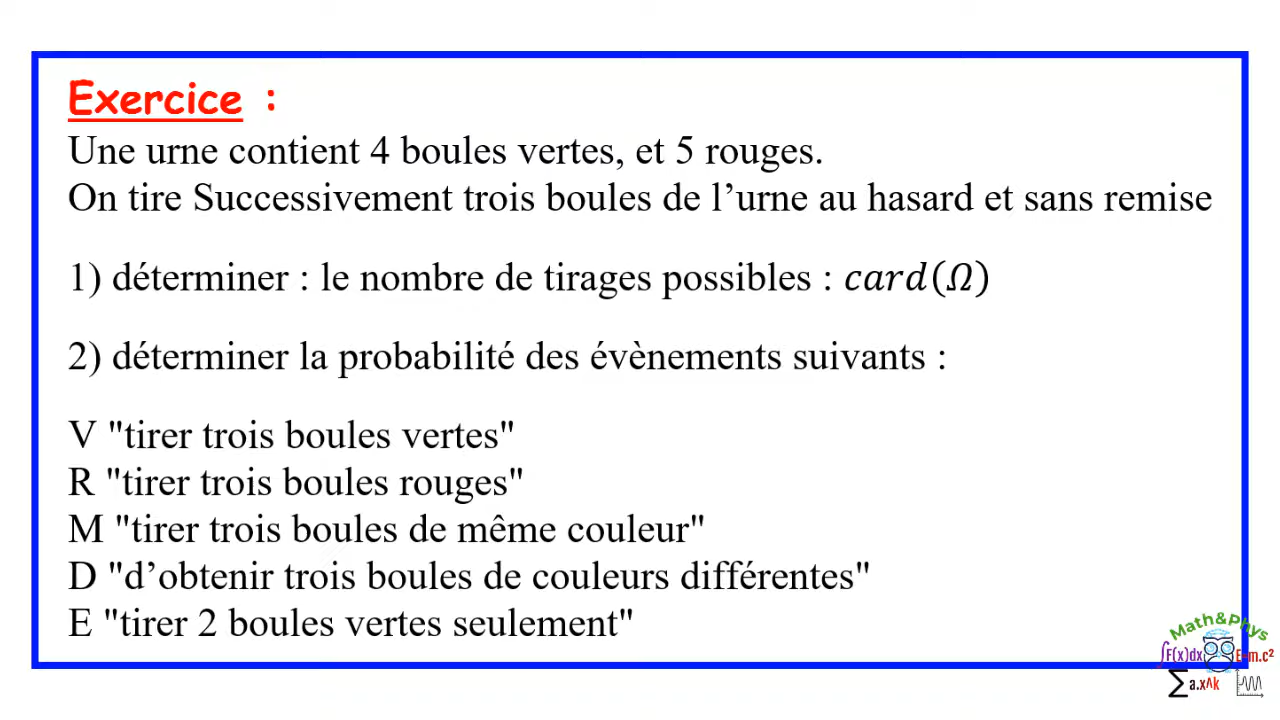 Exercice :
Une urne contient 4 boules vertes, et 5 rouges.
On tire Successivement trois boules de l’urne au hasard et sans remise
1) déterminer : le nombre de tirages possibles : card(Ω)
2) déterminer la probabilité des évènements suivants :
V "tirer trois boules vertes"
R "tirer trois boules rouges"
M "tirer trois boules de même couleur"
D "d’obtenir trois boules de couleurs différentes"
E "tirer 2 boules vertes seulement"
Math&Phys
∫F(x)dx E=m.c²
∑a.x^k